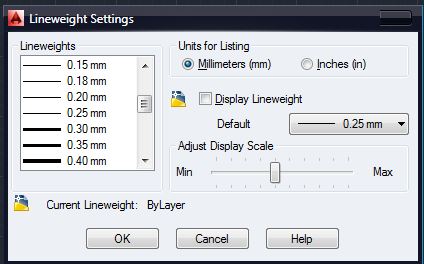 Lineweight Settings
Lineweights
0.15 mm
0.18 mm
0.20 mm
0.25 mm
0.30 mm
0.35 mm
0.40 mm
Units for Listing
Millimeters (mm)
Inches (in)
Display Lineweight
Default
0.25 mm
Adjust Display Scale
Min
Max
Current Lineweight: ByLayer
OK
Cancel
Help